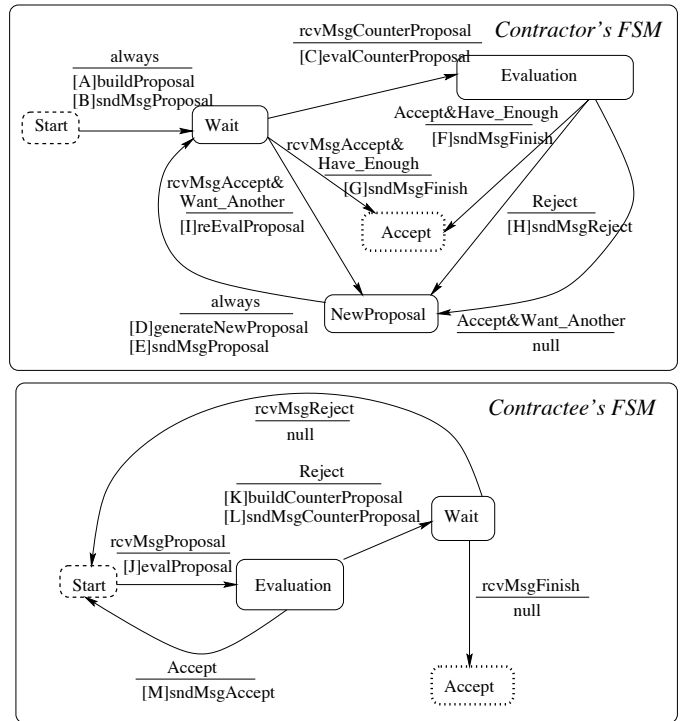 Contractor's FSM
rcvMsgCounterProposal
[C]evalCounterProposal
always
[A]buildProposal
[B]sndMsgProposal
Start
Wait
Evaluation
Accept&Have_Enough
[F]sndMsgFinish
rcvMsgAccept&
Have_Enough
[G]sndMsgFinish
rcvMsgAccept&
Want_Another
[I]reEvalProposal
Accept
Reject
[H]sndMsgReject
always
[D]generateNewProposal
[E]sndMsgProposal
NewProposal
Accept&Want_Another
null
Contractee's FSM
rcvMsgReject
null
Reject
[K]buildCounterProposal
[L]sndMsgCounterProposal
Wait
rcvMsgProposal
[J]evalProposal
Start
Evaluation
rcvMsgFinish
null
Accept
[M]sndMsgAccept
Accept